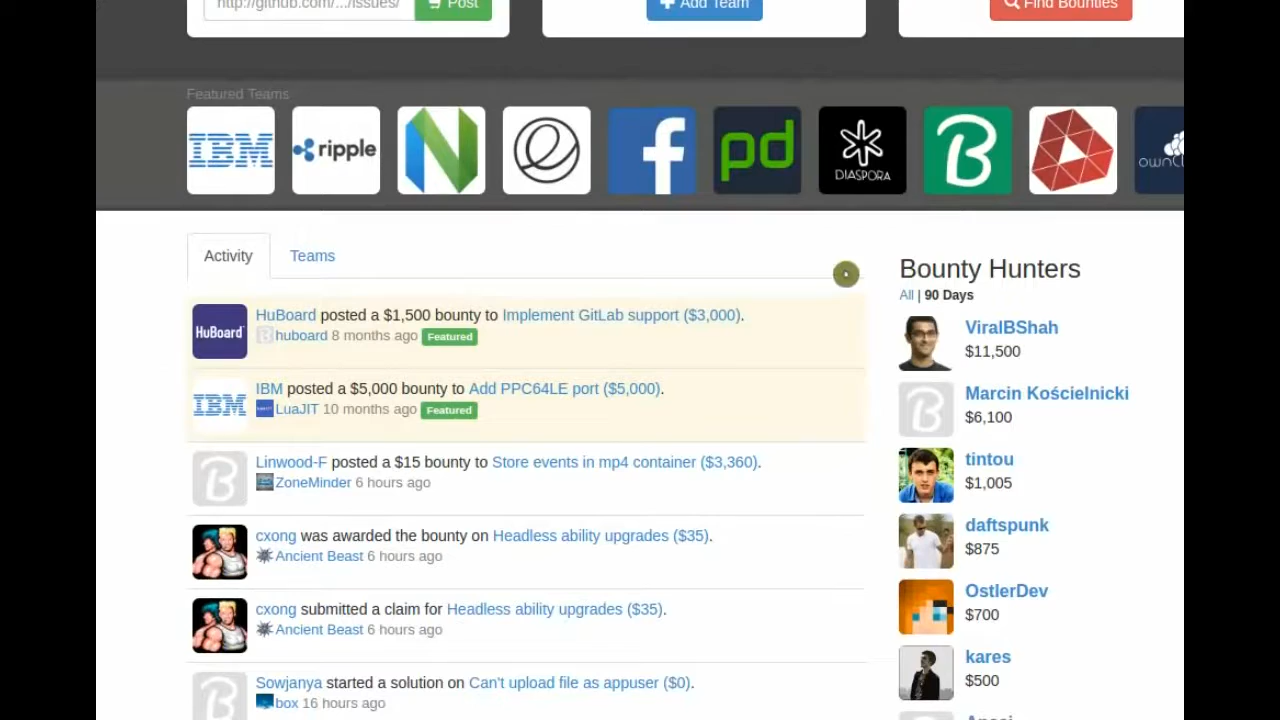 http://github.com/.../issues/
Post
Add Team
Find Bounties
Featured Teams
IBM
ripple
pd
DIASPORA
B
Activity
Teams
Bounty Hunters
All | 90 Days
HuBoard
HuBoard posted a $1,500 bounty to Implement GitLab support ($3,000).
huboard 8 months ago Featured
IBM
IBM posted a $5,000 bounty to Add PPC64LE port ($5,000).
LuaJIT 10 months ago Featured
Linwood-F posted a $15 bounty to Store events in mp4 container ($3,360).
ZoneMinder 6 hours ago
cxong was awarded the bounty on Headless ability upgrades ($35).
Ancient Beast 6 hours ago
cxong submitted a claim for Headless ability upgrades ($35).
Ancient Beast 6 hours ago
Sowjanya started a solution on Can't upload file as appuser ($0).
box 16 hours ago
ViralBShah
$11,500
Marcin Kościelnicki
$6,100
tintou
$1,005
daftspunk
$875
OstlerDev
$700
kares
$500